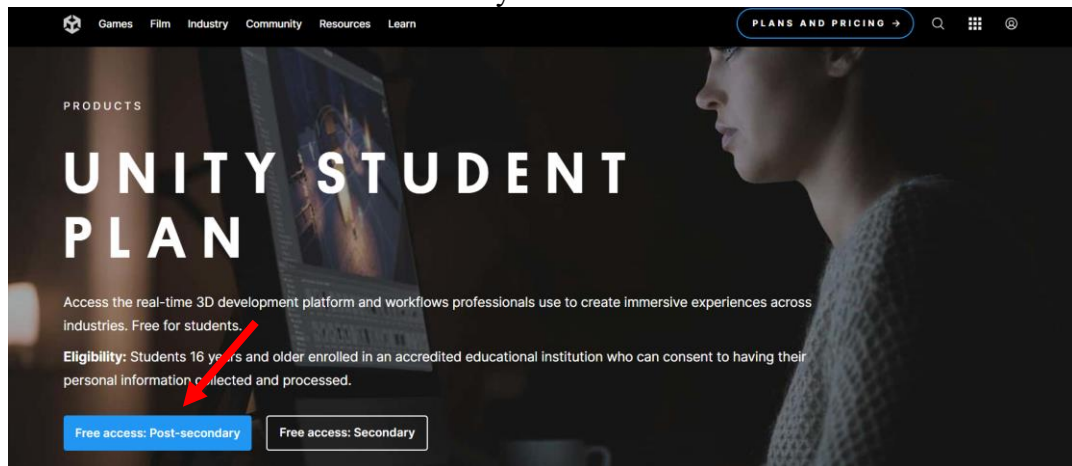 Games Film Industry Community Resources Learn PLANS AND PRICING →
PRODUCTS
UNITY STUDENT
PLAN
Access the real-time 3D development platform and workflows professionals use to create immersive experiences across
industries. Free for students.
Eligibility: Students 16 years and older enrolled in an accredited educational institution who can consent to having their
personal information collected and processed.
Free access: Post-secondary Free access: Secondary